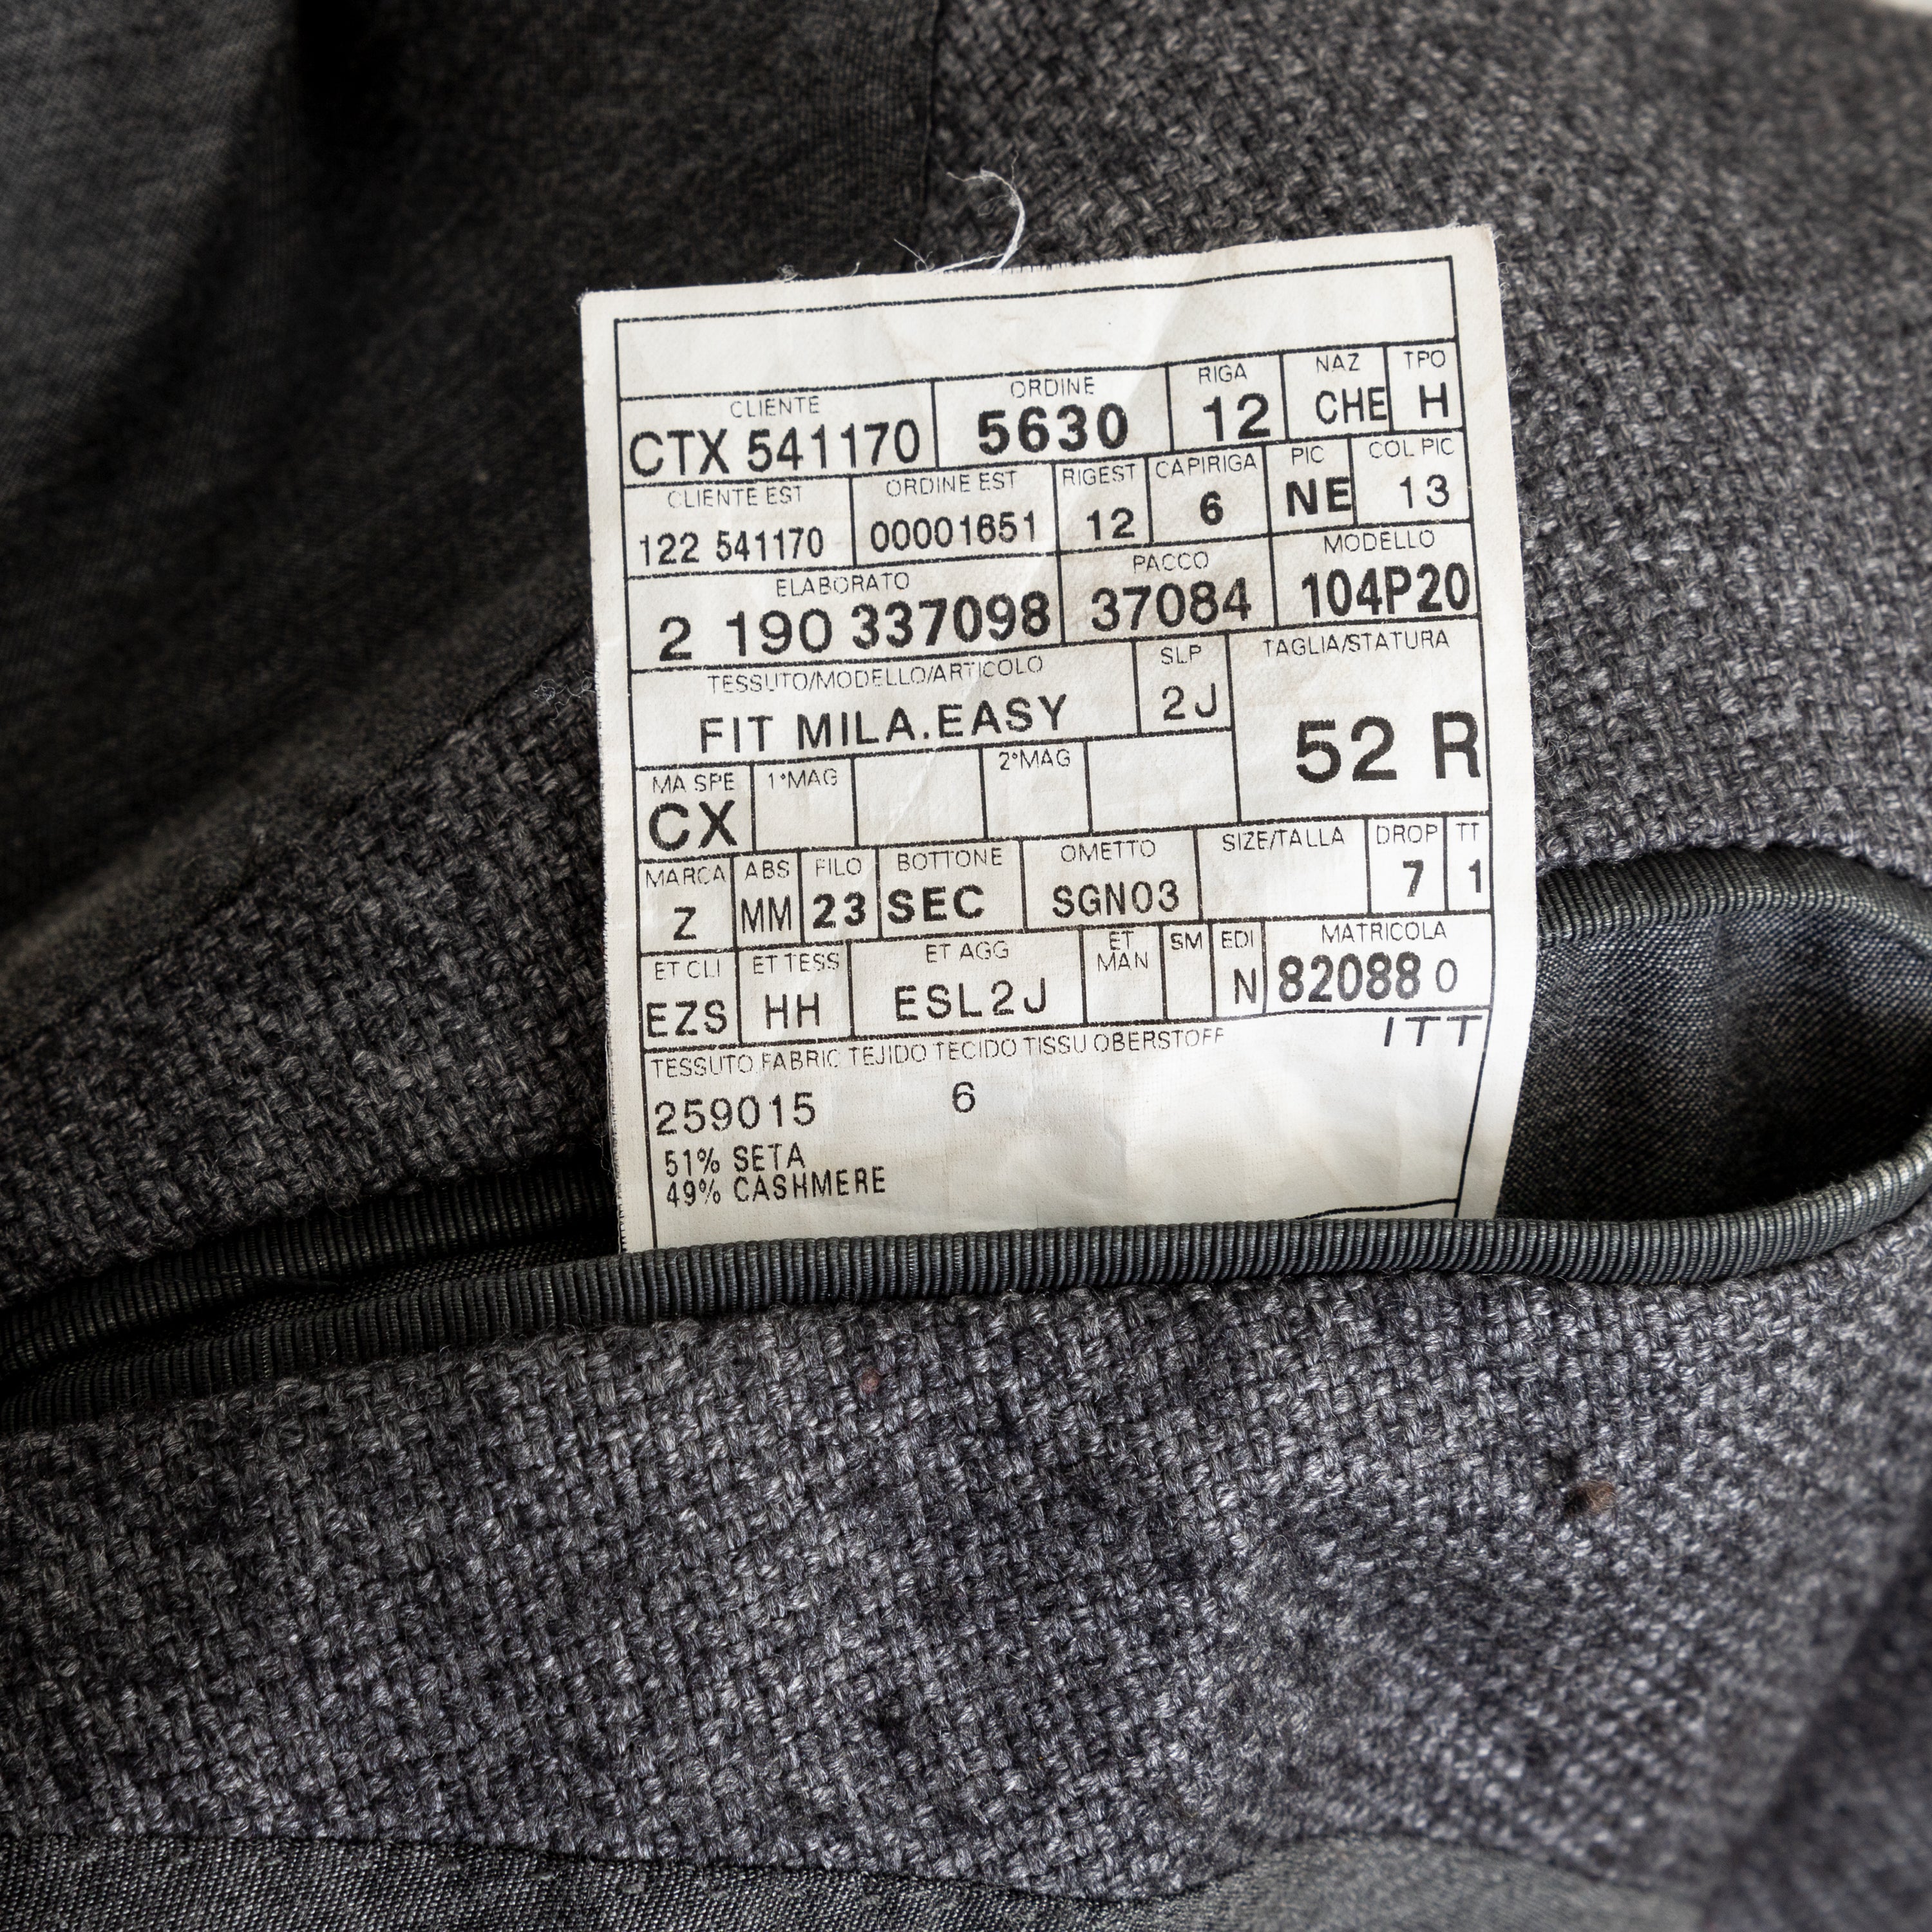 CLIENTE ORDINE RIGA NAZ TPO
CTX 541170 5630 12 CHE H
CLIENTE EST ORDINE EST RIGEST CAPIRIGA PIC COL PIC
122 541170 00001651 12 6 NE 13
ELABORATO PACCO MODELLO
2 190 337098 37084 104P20
TESSUTO/MODELLO/ARTICOLO SLP TAGLIA/STATURA
FIT MILA.EASY 2J 52 R
MA SPE 1°MAG 2°MAG
CX
MARCA ABS FILO BOTTONE OMETTO SIZE/TALLA DROP TT
Z MM 23 SEC SGN03 7 1
ET CLI ET TESS ET AGG ET MAN SM EDI MATRICOLA
EZS HH ESL2J N 82088 0
TESSUTO FABRIC TEJIDO TECIDO TISSU OBERSTOFF ITT
259015 6
51% SETA
49% CASHMERE